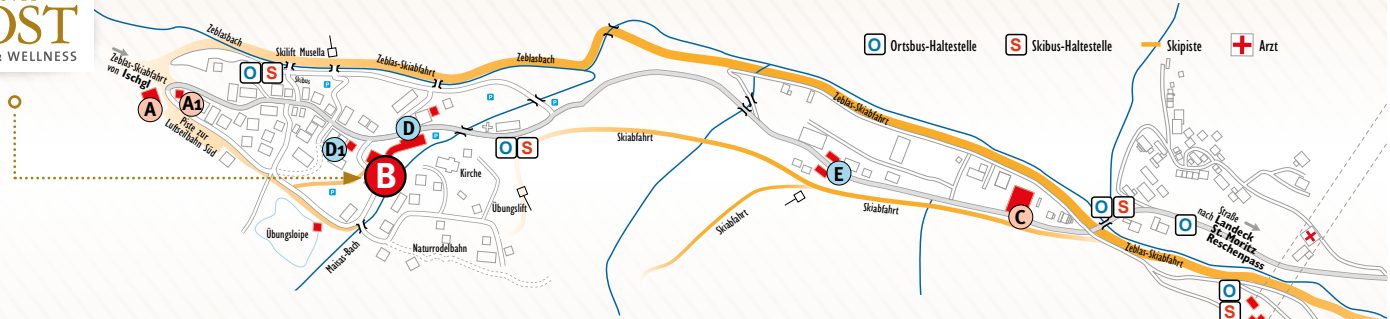 OST
& WELLNESS
O Ortsbus-Haltestelle
S Skibus-Haltestelle
Skipiste
Arzt
Zeblasbach
Skilift Musella
Zeblas-Skiabfahrt
Zeblasbach
Zeblas-Skiabfahrt
von Ischgl
O S
Skibus
P
P
P
A
A1
Piste zur
Luftseilbahn Süd
D
D1
P
B
P
O S
Kirche
Übungslift
Übungsloipe
Maisas-Bach
Naturrodelbahn
Skiabfahrt
Skiabfahrt
Skiabfahrt
Zeblas-Skiabfahrt
E
C
O S
O
Straße
nach Landeck
St. Moritz
Reschenpass
Zeblas-Skiabfahrt
O
S